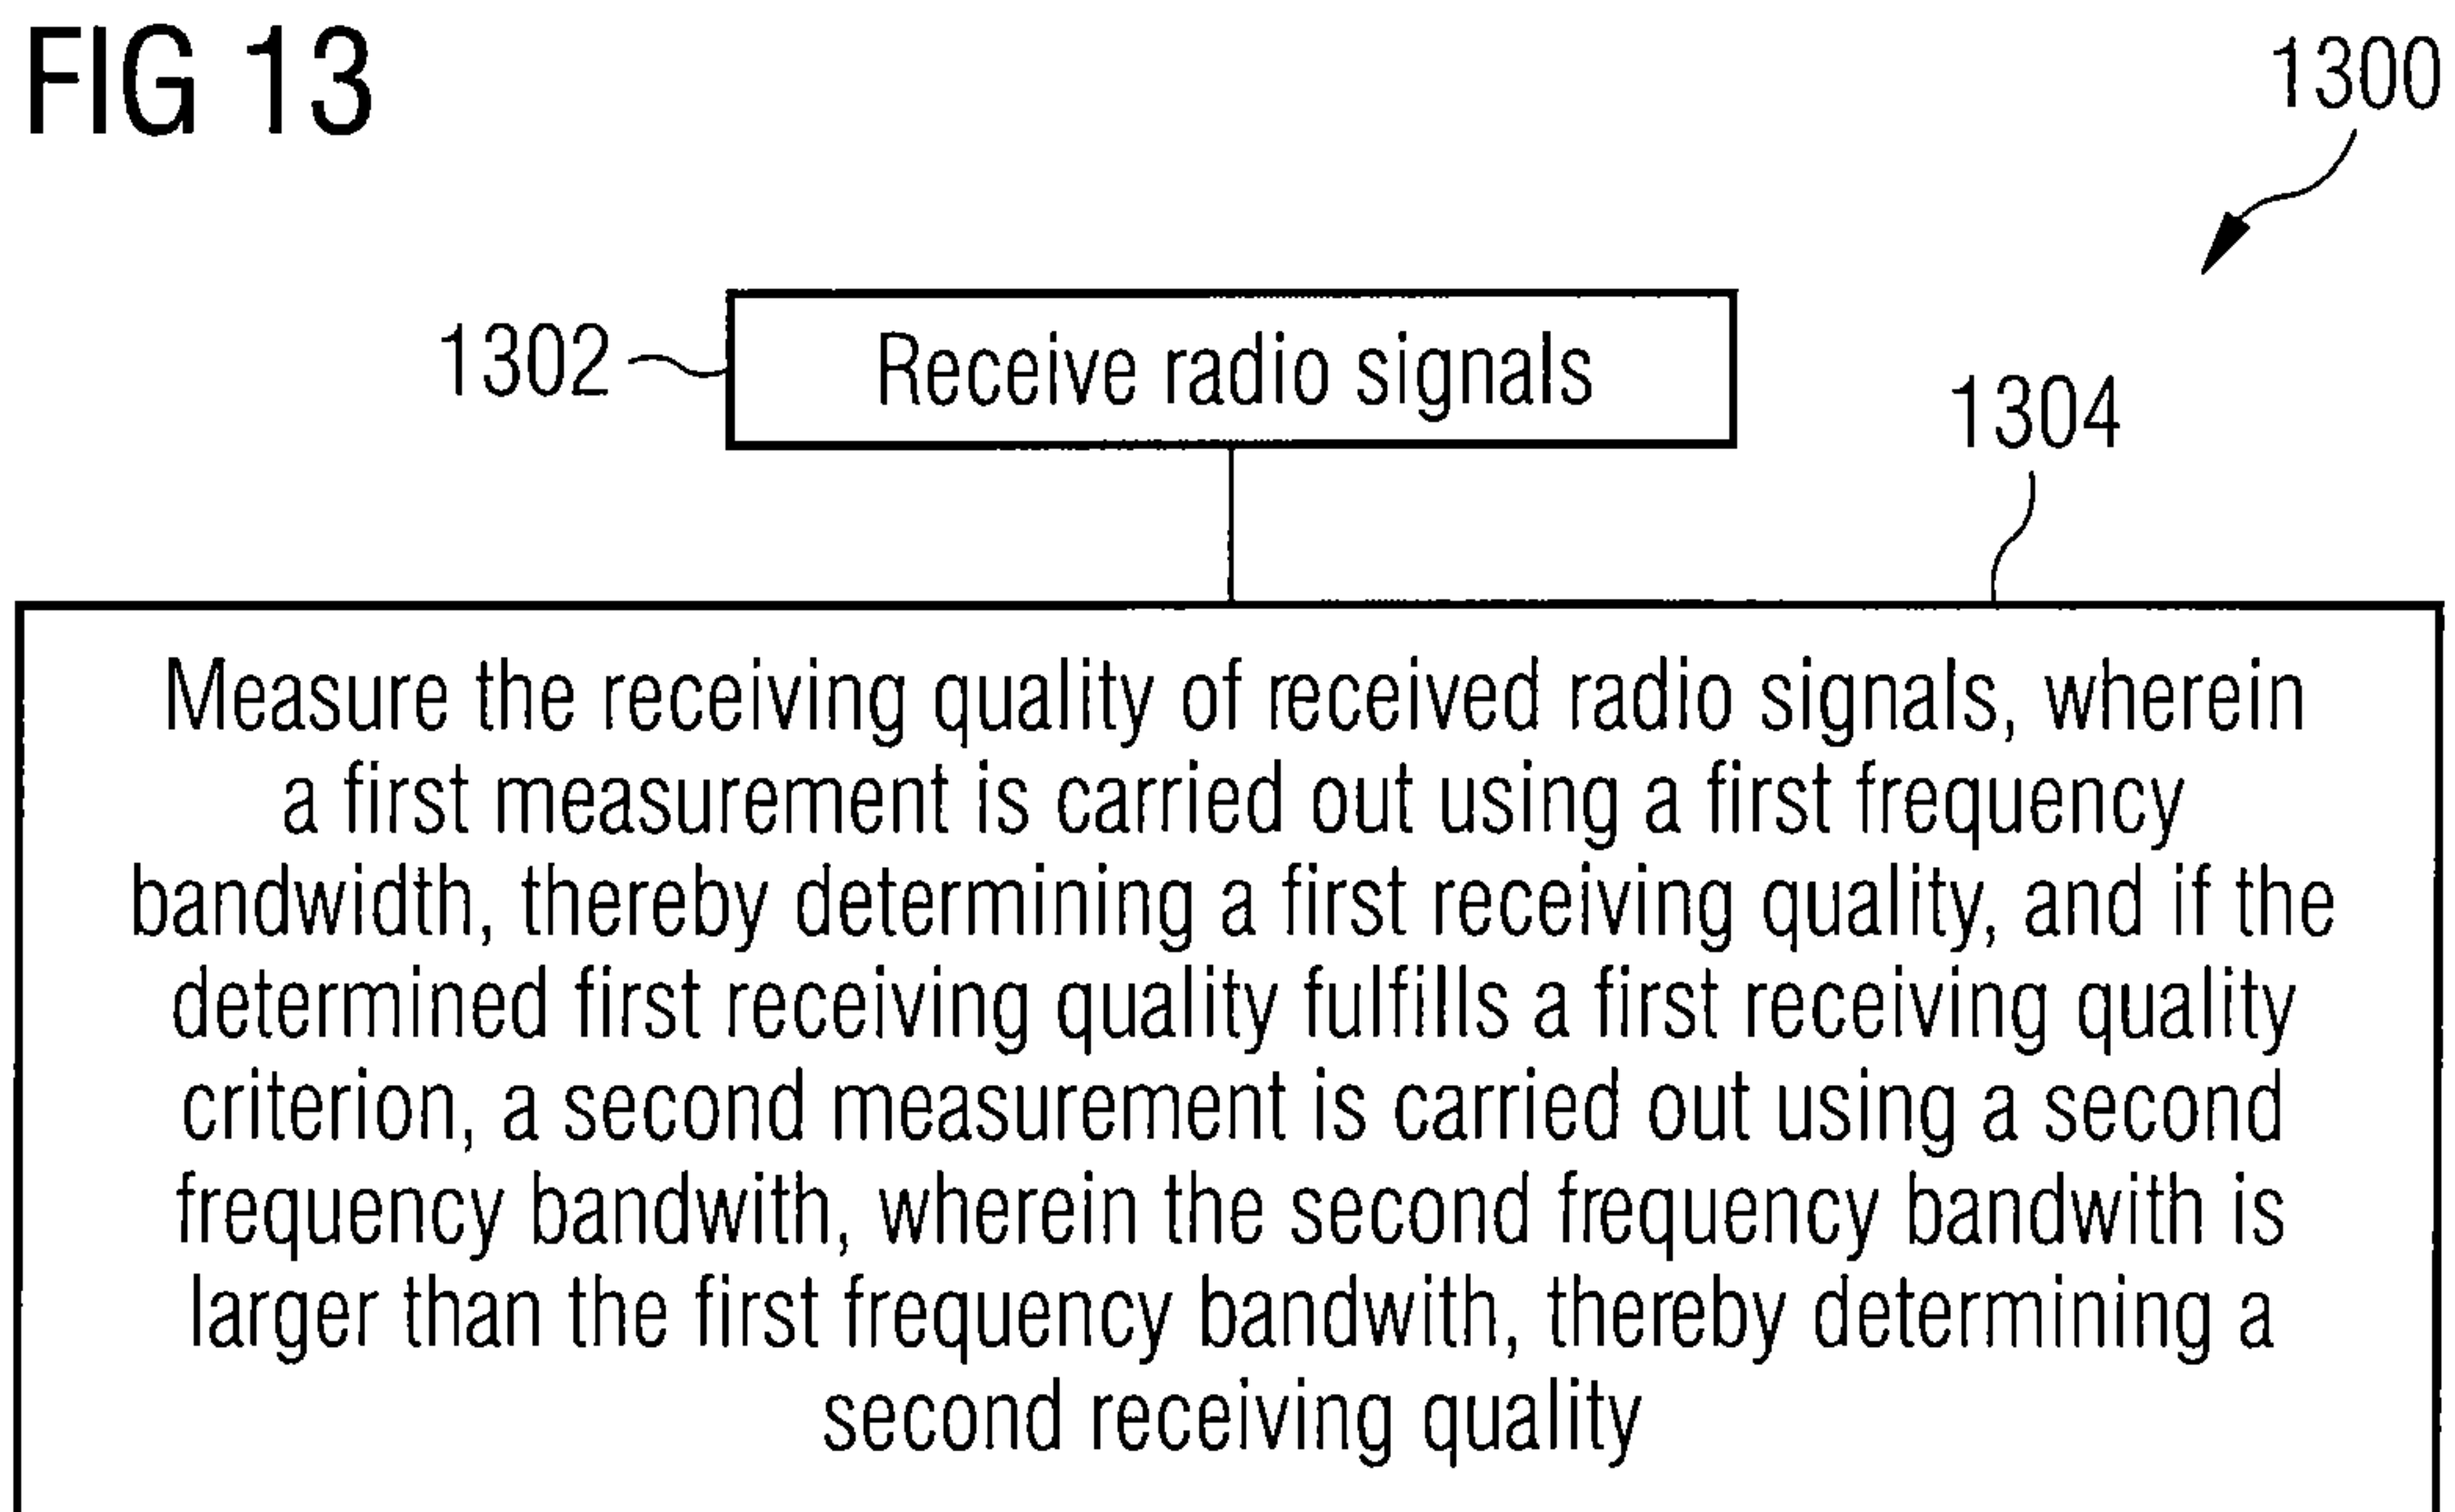 FIG 13
1300
1302
Receive radio signals
1304
Measure the receiving quality of received radio signals, wherein
a first measurement is carried out using a first frequency
bandwidth, thereby determining a first receiving quality, and if the
determined first receiving quality fulfills a first receiving quality
criterion, a second measurement is carried out using a second
frequency bandwith, wherein the second frequency bandwith is
larger than the first frequency bandwith, thereby determining a
second receiving quality